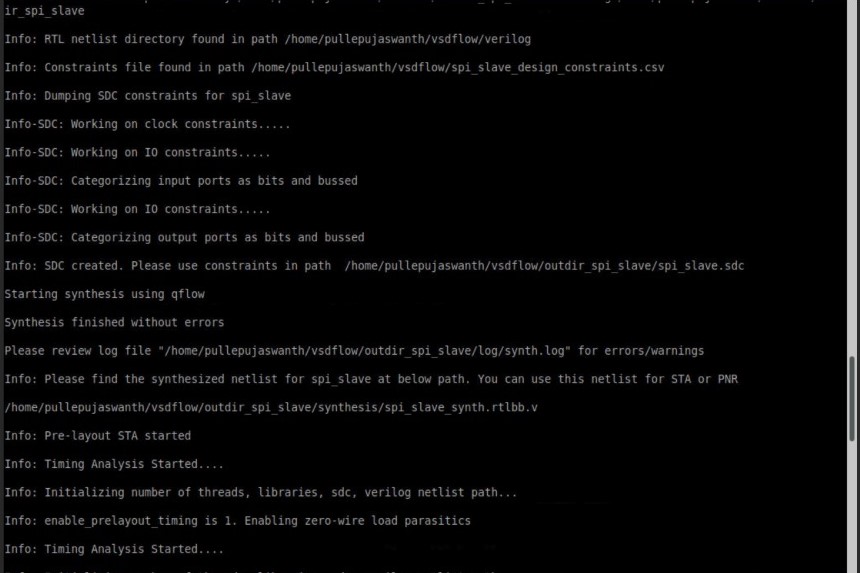 ir_spi_slave
Info: RTL netlist directory found in path /home/pullepujaswanth/vsdflow/verilog
Info: Constraints file found in path /home/pullepujaswanth/vsdflow/spi_slave_design_constraints.csv
Info: Dumping SDC constraints for spi_slave
Info-SDC: Working on clock constraints.....
Info-SDC: Working on IO constraints.....
Info-SDC: Categorizing input ports as bits and bussed
Info-SDC: Working on IO constraints.....
Info-SDC: Categorizing output ports as bits and bussed
Info: SDC created. Please use constraints in path  /home/pullepujaswanth/vsdflow/outdir_spi_slave/spi_slave.sdc
Starting synthesis using qflow
Synthesis finished without errors
Please review log file "/home/pullepujaswanth/vsdflow/outdir_spi_slave/log/synth.log" for errors/warnings
Info: Please find the synthesized netlist for spi_slave at below path. You can use this netlist for STA or PNR
/home/pullepujaswanth/vsdflow/outdir_spi_slave/synthesis/spi_slave_synth.rtlbb.v
Info: Pre-layout STA started
Info: Timing Analysis Started....
Info: Initializing number of threads, libraries, sdc, verilog netlist path...
Info: enable_prelayout_timing is 1. Enabling zero-wire load parasitics
Info: Timing Analysis Started....